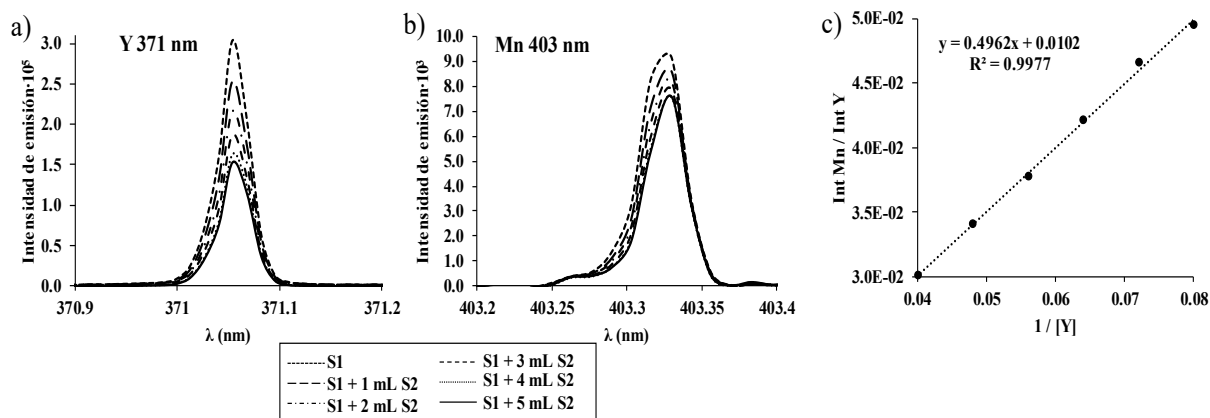 a)
Y 371 nm
Intensidad de emisión·10⁵
3.0
2.5
2.0
1.5
1.0
0.5
0.0
370.9
371
371.1
371.2
λ (nm)
b)
Mn 403 nm
Intensidad de emisión·10³
10.0
9.0
8.0
7.0
6.0
5.0
4.0
3.0
2.0
1.0
0.0
403.2
403.25
403.3
403.35
403.4
λ (nm)
c)
y = 0.4962x + 0.0102
R² = 0.9977
Int Mn / Int Y
5.0E-02
4.5E-02
4.0E-02
3.5E-02
3.0E-02
0.04
0.05
0.06
0.07
0.08
1 / [Y]
S1
S1 + 1 mL S2
S1 + 2 mL S2
S1 + 3 mL S2
S1 + 4 mL S2
S1 + 5 mL S2